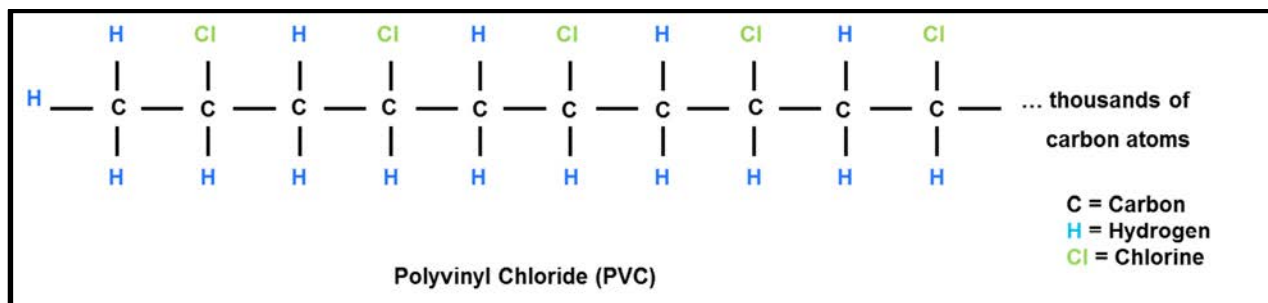 H Cl H Cl H Cl H Cl H Cl
H C C C C C C C C C C ... thousands of
carbon atoms
H H H H H H H H H H
C = Carbon
H = Hydrogen
Cl = Chlorine
Polyvinyl Chloride (PVC)